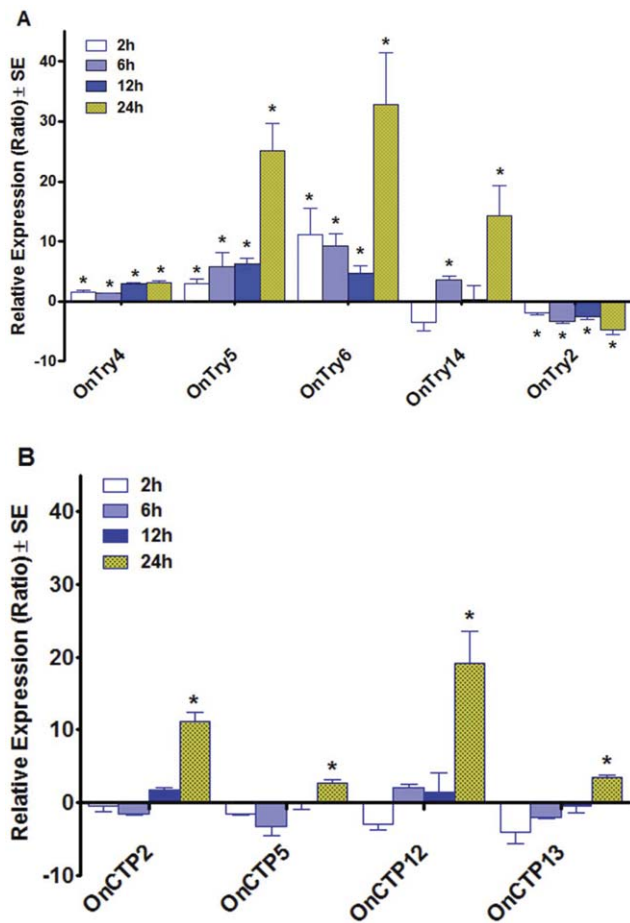 A
Relative Expression (Ratio) ± SE
2h
6h
12h
24h
40
30
20
10
0
-10
* * * *
* * * *
* * * *
* *
* * * *
OnTry4
OnTry5
OnTry6
OnTry14
OnTry2
B
Relative Expression (Ratio) ± SE
2h
6h
12h
24h
40
30
20
10
0
-10
*
*
*
*
OnCTP2
OnCTP5
OnCTP12
OnCTP13